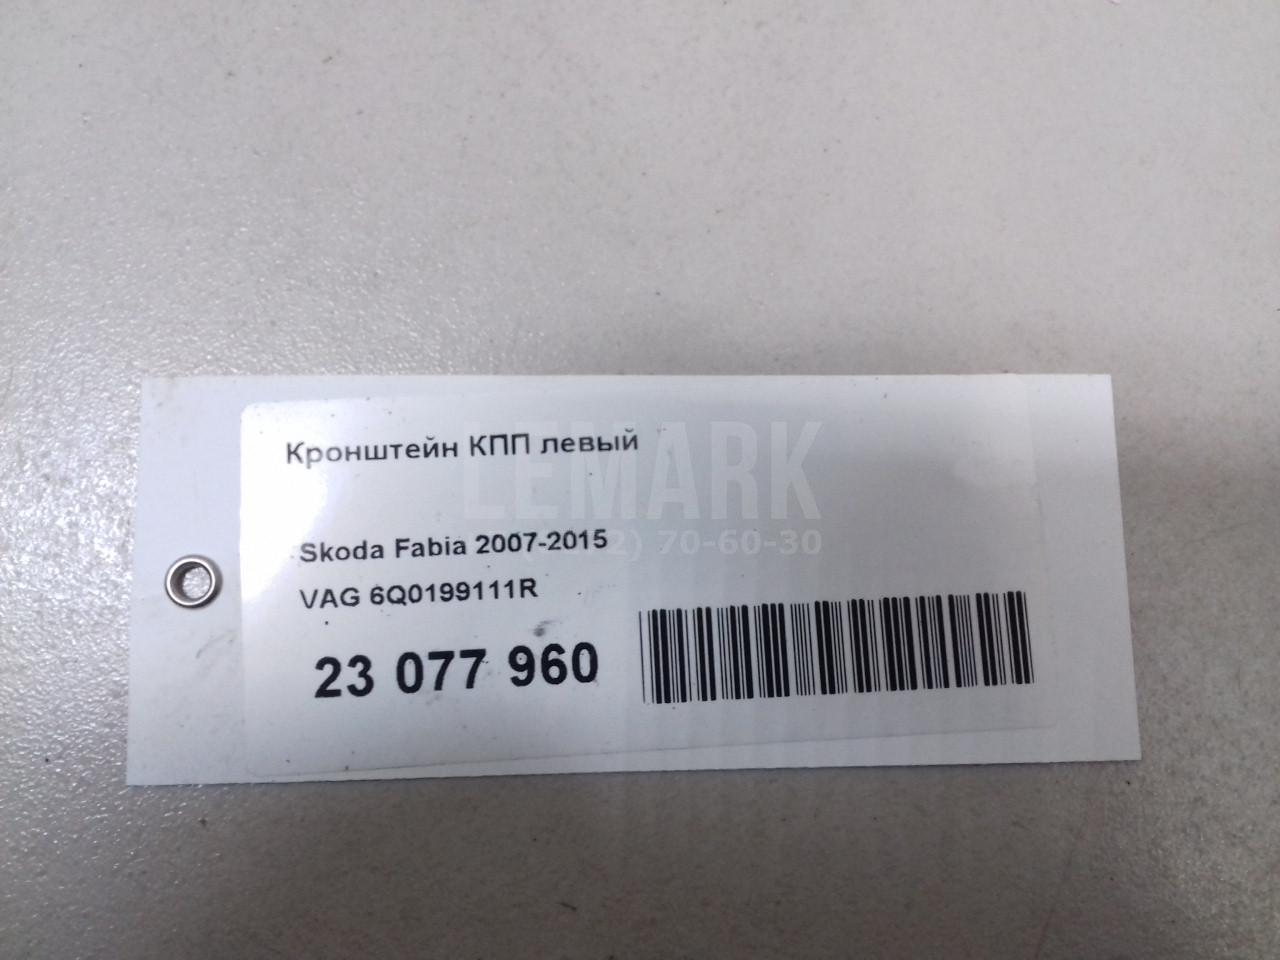 Кронштейн КПП левый
LEMARK
Skoda Fabia 2007-2015
2) 70-60-30
VAG 6Q0199111R
23 077 960